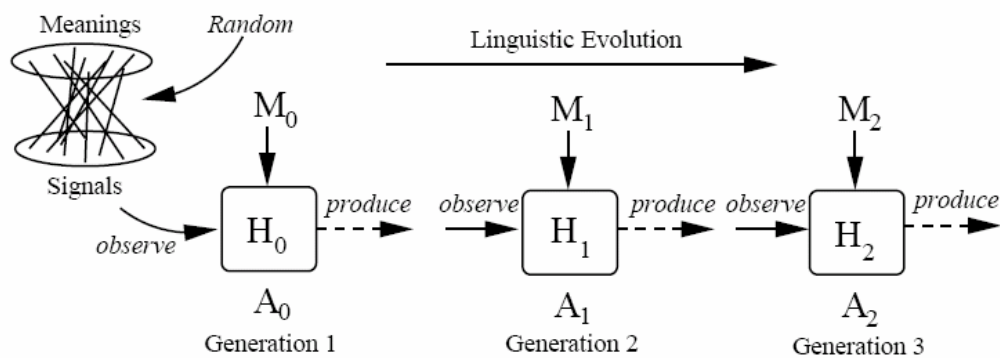 Meanings
Random
Linguistic Evolution
M0
M1
M2
Signals
observe
H0
produce
observe
H1
produce
observe
H2
produce
A0
A1
A2
Generation 1
Generation 2
Generation 3